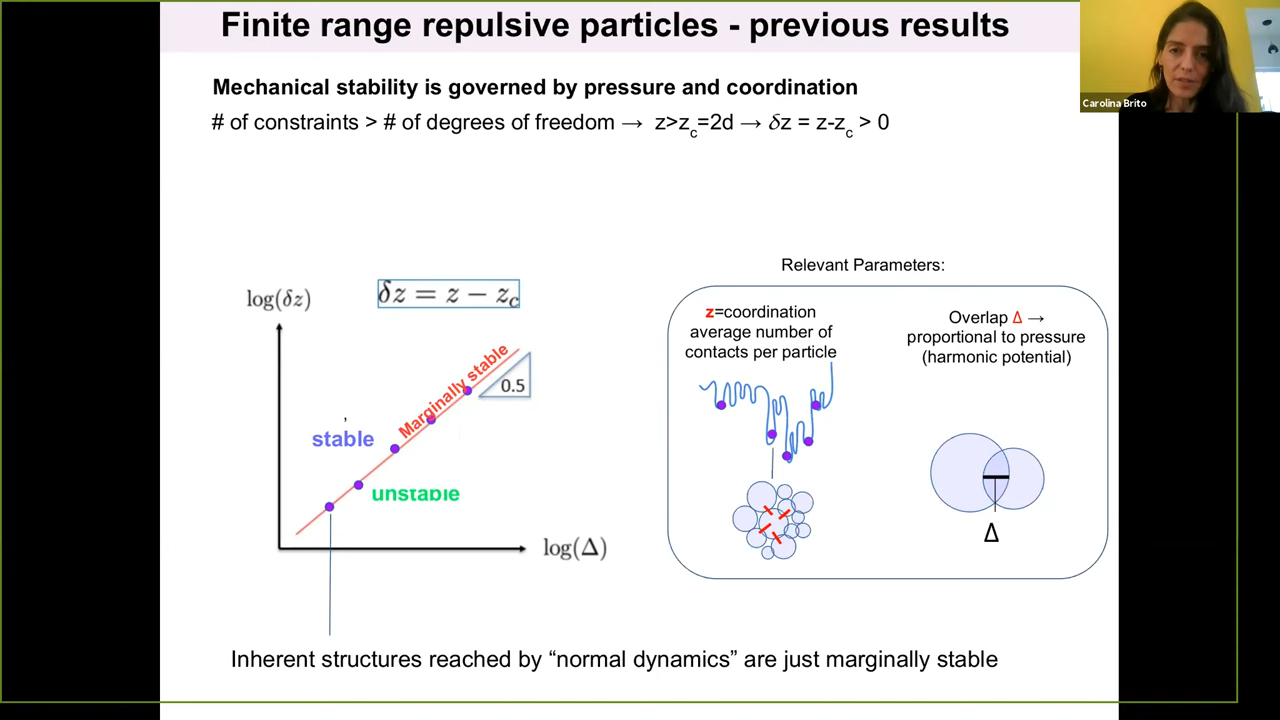 Finite range repulsive particles - previous results
Carolina Brito
Mechanical stability is governed by pressure and coordination
# of constraints > # of degrees of freedom → z>z_c=2d → δz = z-z_c > 0
Relevant Parameters:
log(δz)
δz = z − z_c
Marginally stable
0.5
,
stable
unstable
log(Δ)
z=coordination
average number of
contacts per particle
Overlap Δ →
proportional to pressure
(harmonic potential)
Δ
Inherent structures reached by “normal dynamics” are just marginally stable